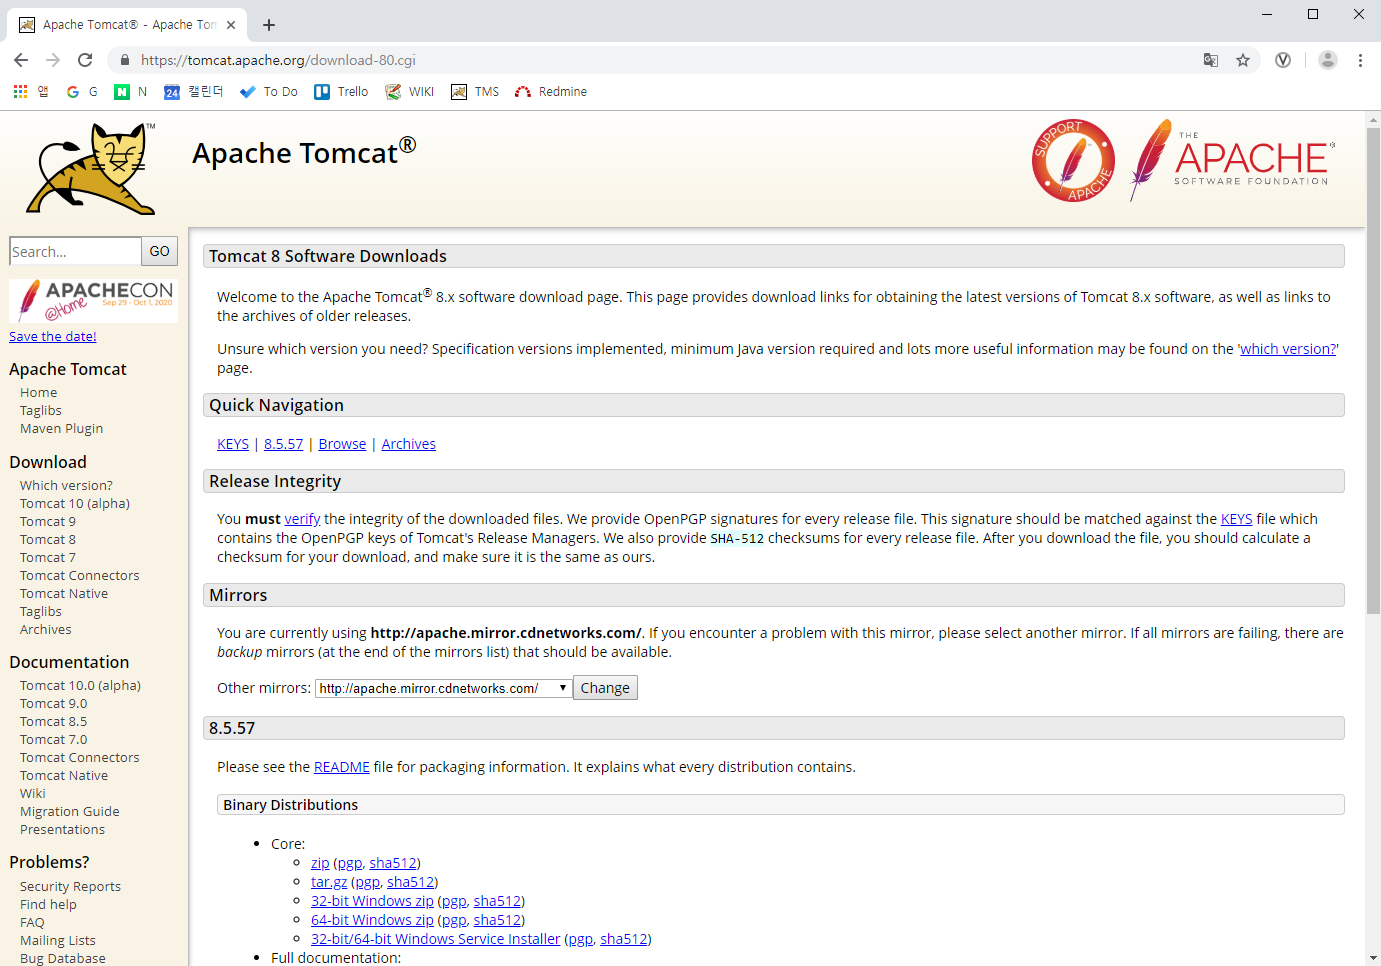 Apache Tomcat® - Apache Tom
https://tomcat.apache.org/download-80.cgi
앱 G N 24 캘린더 To Do Trello WIKI TMS Redmine
TM
Apache Tomcat®
SUPPORT APACHE
THE
APACHE
SOFTWARE FOUNDATION
Search... GO
APACHECON
@Home Sep 29 - Oct 1, 2020
Save the date!
Apache Tomcat
Home
Taglibs
Maven Plugin
Download
Which version?
Tomcat 10 (alpha)
Tomcat 9
Tomcat 8
Tomcat 7
Tomcat Connectors
Tomcat Native
Taglibs
Archives
Documentation
Tomcat 10.0 (alpha)
Tomcat 9.0
Tomcat 8.5
Tomcat 7.0
Tomcat Connectors
Tomcat Native
Wiki
Migration Guide
Presentations
Problems?
Security Reports
Find help
FAQ
Mailing Lists
Bug Database
Tomcat 8 Software Downloads
Welcome to the Apache Tomcat® 8.x software download page. This page provides download links for obtaining the latest versions of Tomcat 8.x software, as well as links to
the archives of older releases.
Unsure which version you need? Specification versions implemented, minimum Java version required and lots more useful information may be found on the 'which version?'
page.
Quick Navigation
KEYS | 8.5.57 | Browse | Archives
Release Integrity
You must verify the integrity of the downloaded files. We provide OpenPGP signatures for every release file. This signature should be matched against the KEYS file which
contains the OpenPGP keys of Tomcat's Release Managers. We also provide SHA-512 checksums for every release file. After you download the file, you should calculate a
checksum for your download, and make sure it is the same as ours.
Mirrors
You are currently using http://apache.mirror.cdnetworks.com/. If you encounter a problem with this mirror, please select another mirror. If all mirrors are failing, there are
backup mirrors (at the end of the mirrors list) that should be available.
Other mirrors: http://apache.mirror.cdnetworks.com/ Change
8.5.57
Please see the README file for packaging information. It explains what every distribution contains.
Binary Distributions
Core:
zip (pgp, sha512)
tar.gz (pgp, sha512)
32-bit Windows zip (pgp, sha512)
64-bit Windows zip (pgp, sha512)
32-bit/64-bit Windows Service Installer (pgp, sha512)
Full documentation: